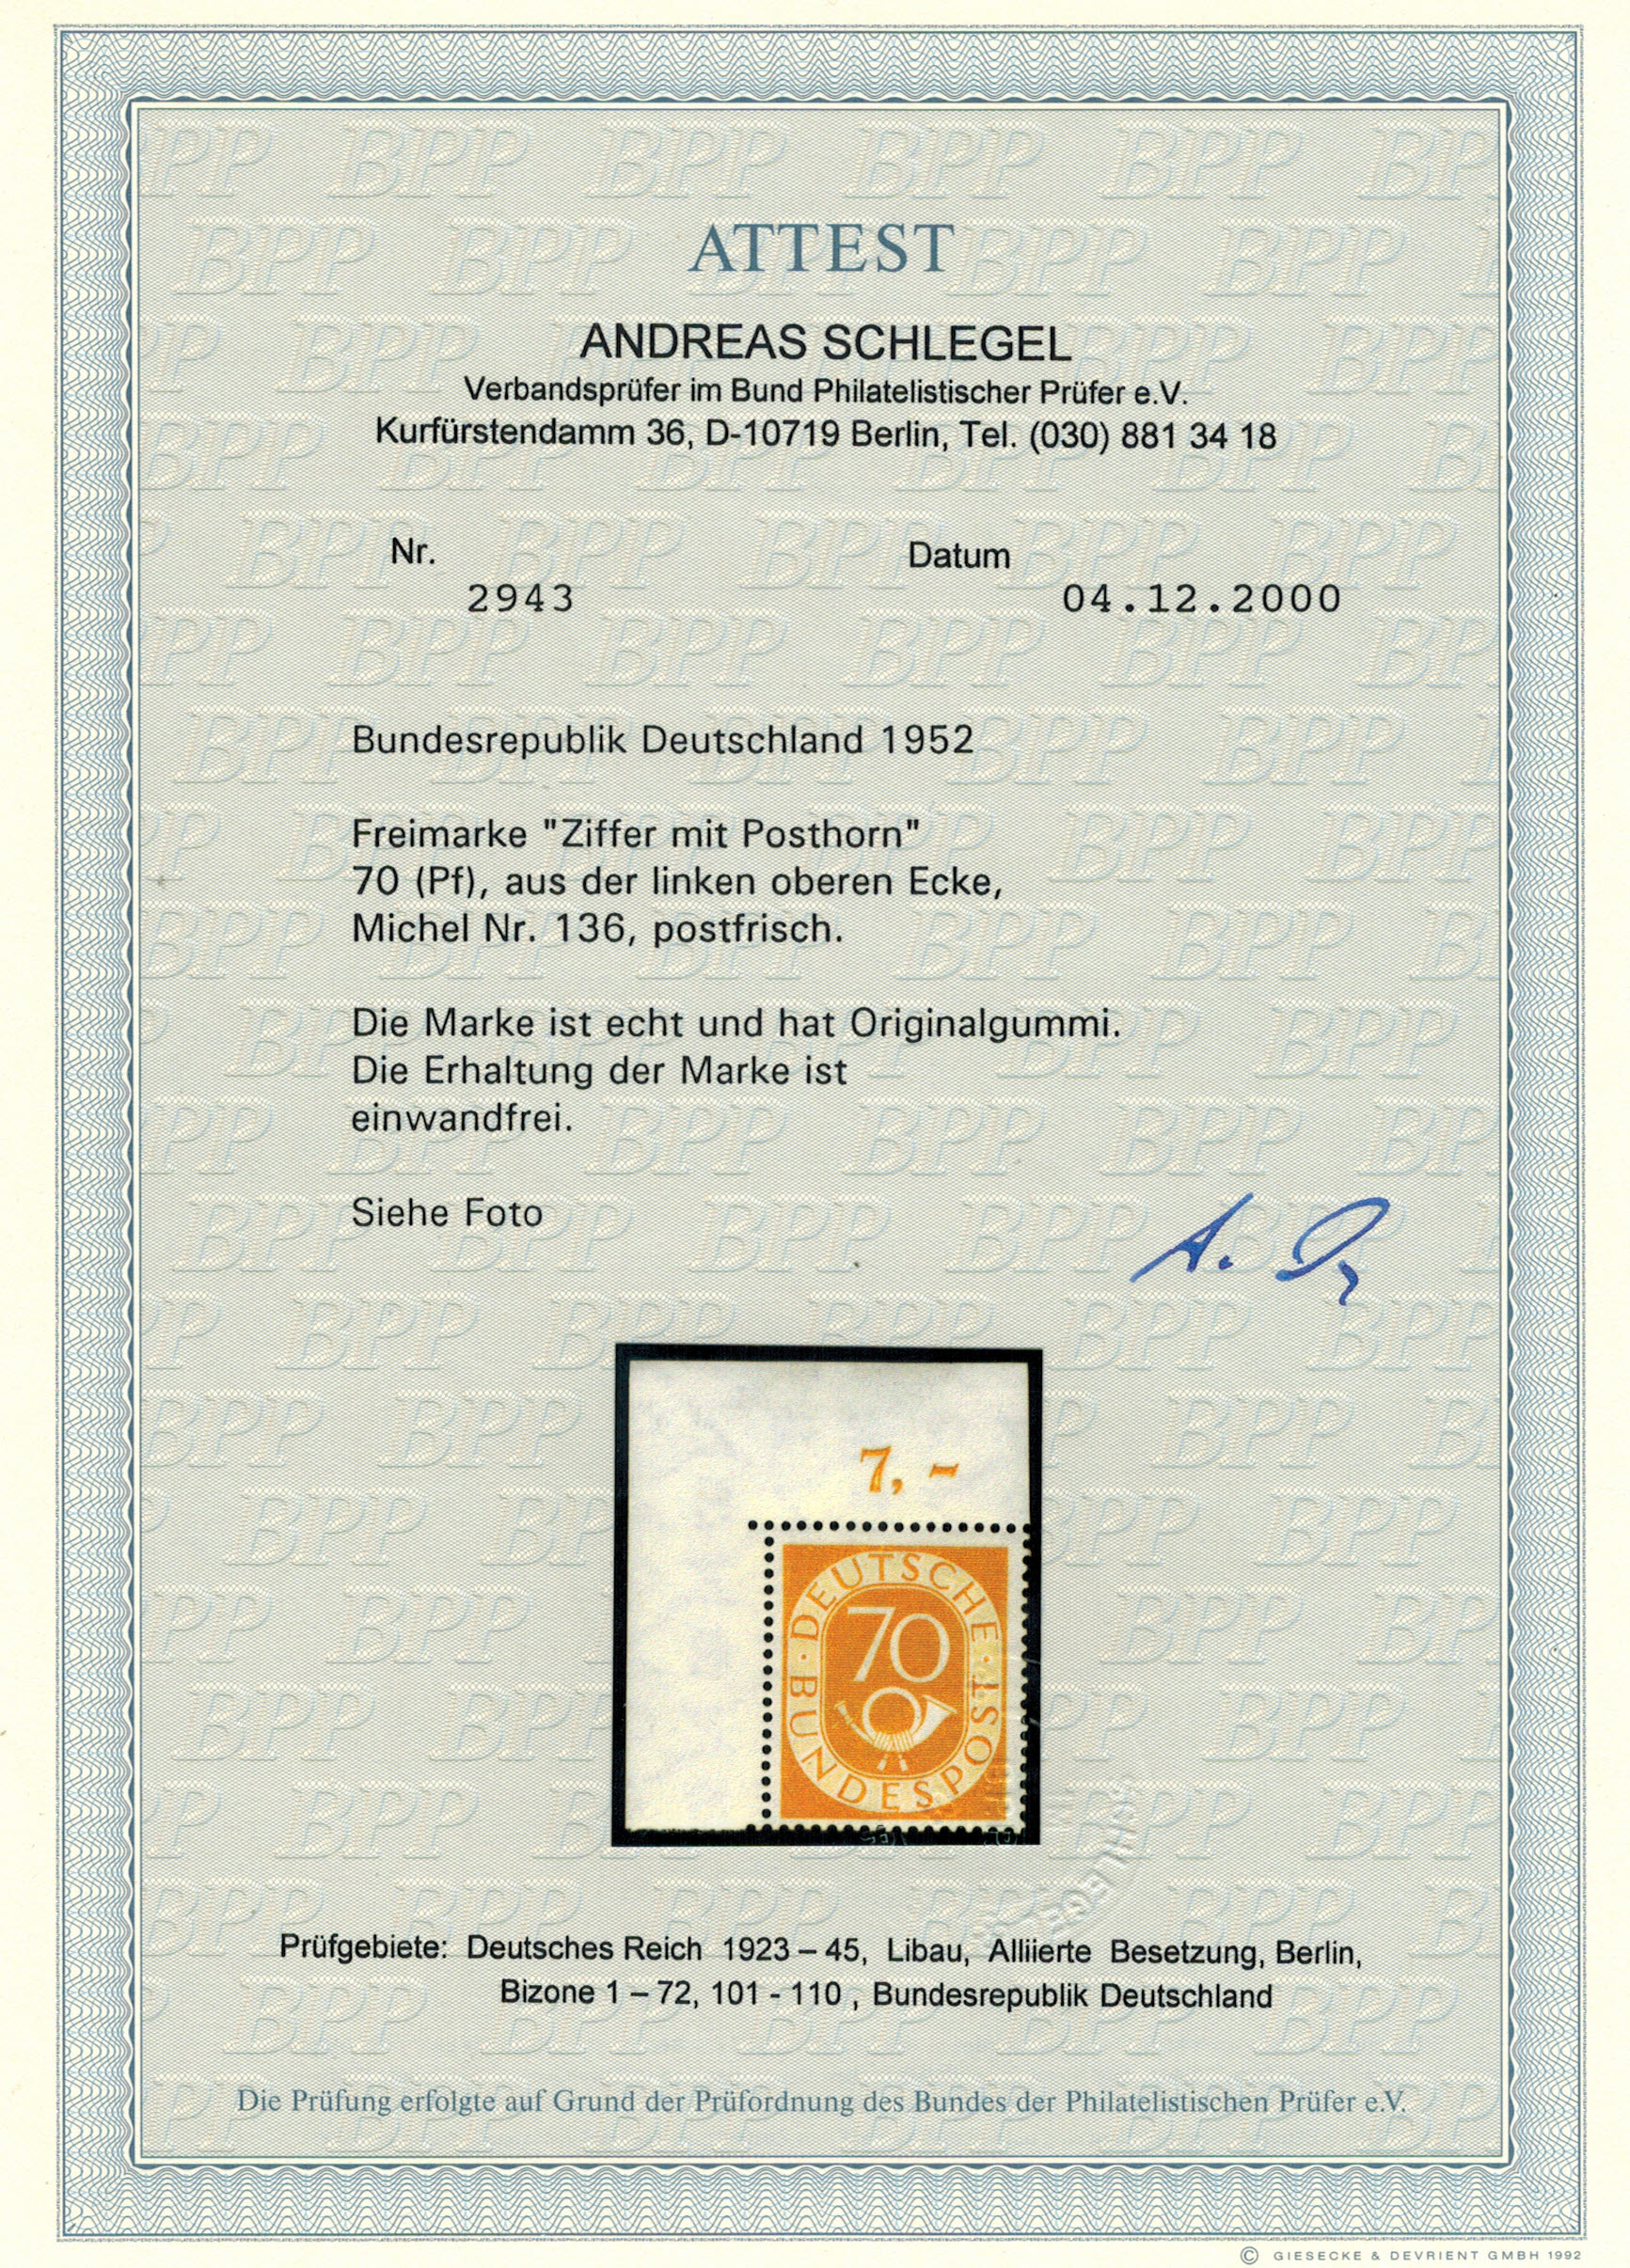 ATTEST
ANDREAS SCHLEGEL
Verbandsprüfer im Bund Philatelistischer Prüfer e.V.
Kurfürstendamm 36, D-10719 Berlin, Tel. (030) 881 34 18
Nr. Datum
2943 04.12.2000
Bundesrepublik Deutschland 1952
Freimarke "Ziffer mit Posthorn"
70 (Pf), aus der linken oberen Ecke,
Michel Nr. 136, postfrisch.
Die Marke ist echt und hat Originalgummi.
Die Erhaltung der Marke ist
einwandfrei.
Siehe Foto
7,-
DEUTSCHE
70
BUNDESPOST
SCHLEGEL
Prüfgebiete: Deutsches Reich 1923 – 45, Libau, Alliierte Besetzung, Berlin,
Bizone 1 – 72, 101 - 110 , Bundesrepublik Deutschland
Die Prüfung erfolgte auf Grund der Prüfordnung des Bundes der Philatelistischen Prüfer e.V.
© GIESECKE & DEVRIENT GMBH 1992